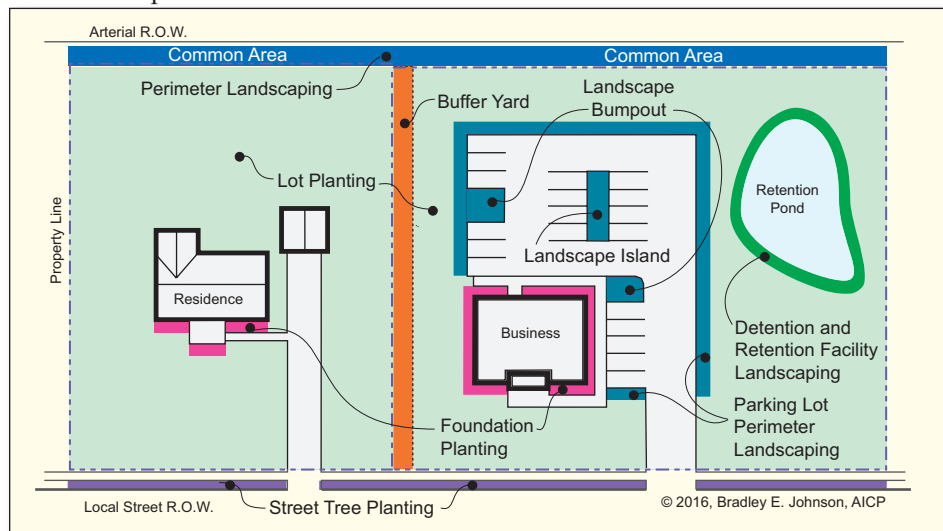 Arterial R.O.W.
Common Area
Common Area
Perimeter Landscaping
Buffer Yard
Landscape
Bumpout
Lot Planting
Retention
Pond
Property Line
Landscape Island
Residence
Business
Detention and
Retention Facility
Landscaping
Foundation
Planting
Parking Lot
Perimeter
Landscaping
Local Street R.O.W.
Street Tree Planting
© 2016, Bradley E. Johnson, AICP